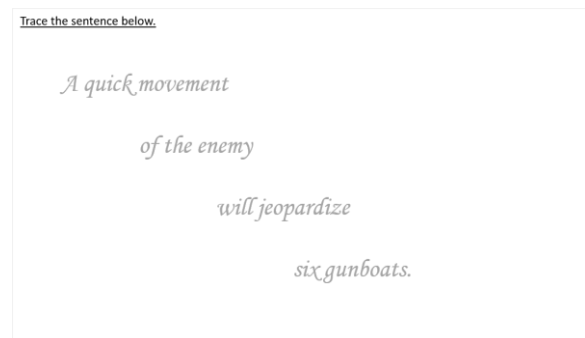 Trace the sentence below.
A quick movement
of the enemy
will jeopardize
six gunboats.